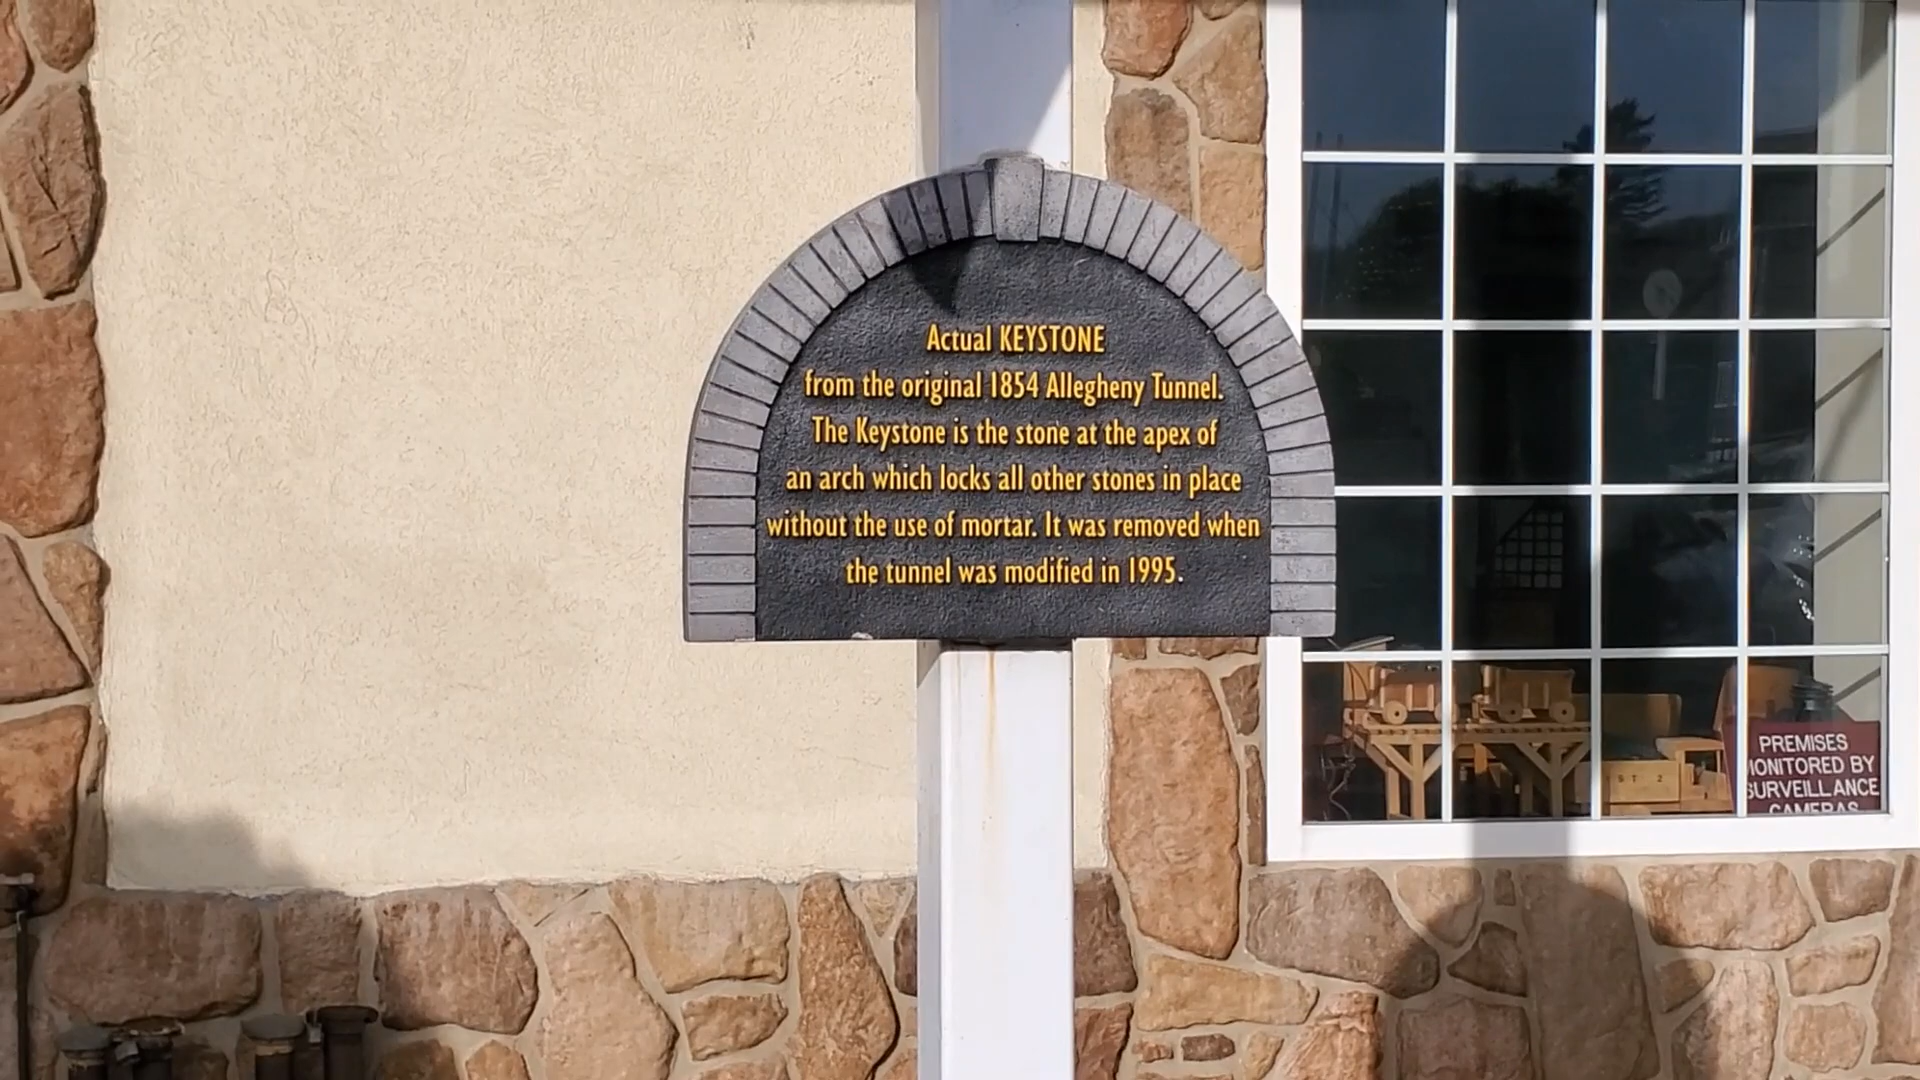 Actual KEYSTONE
from the original 1854 Allegheny Tunnel.
The Keystone is the stone at the apex of
an arch which locks all other stones in place
without the use of mortar. It was removed when
the tunnel was modified in 1995.
PREMISES
MONITORED BY
SURVEILLANCE
CAMERAS